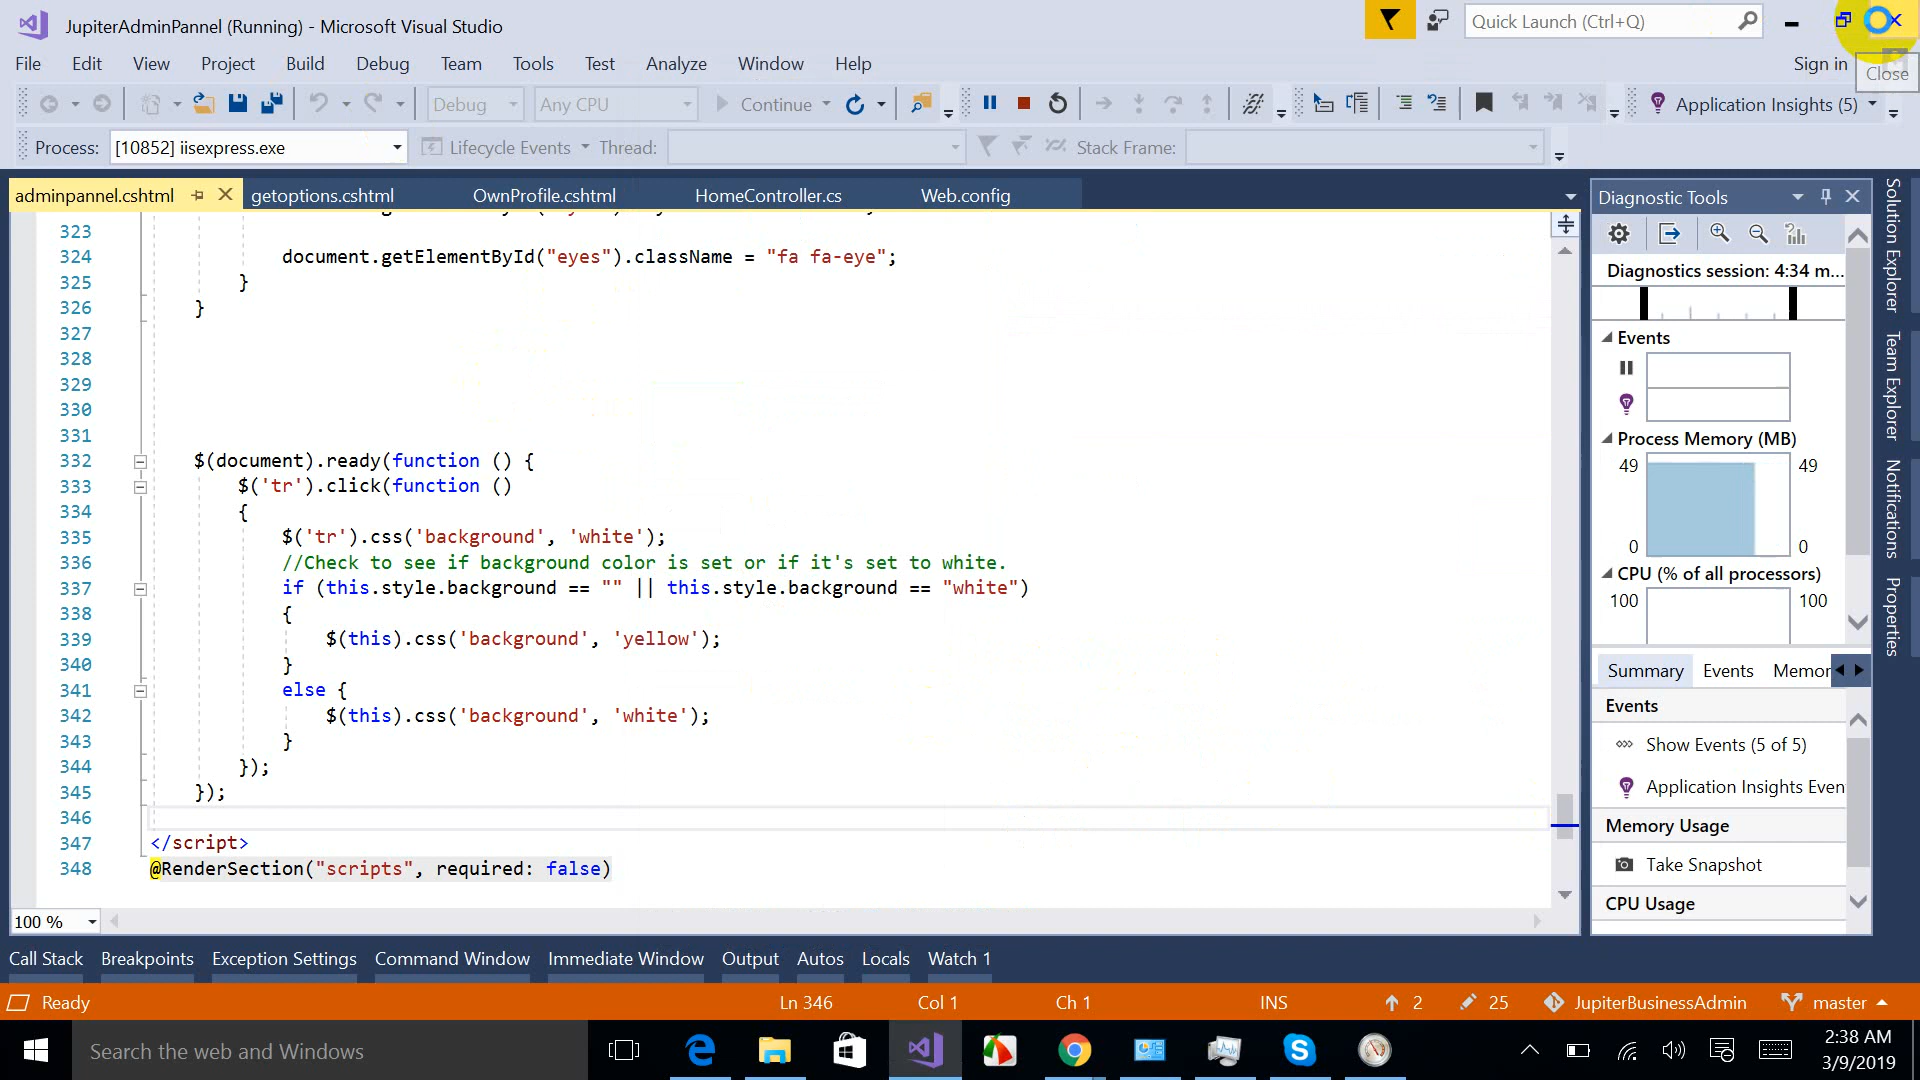 JupiterAdminPannel (Running) - Microsoft Visual Studio
Quick Launch (Ctrl+Q)
File Edit View Project Build Debug Team Tools Test Analyze Window Help
Sign in
Close
Debug Any CPU Continue Application Insights (5)
Process: [10852] iisexpress.exe Lifecycle Events Thread: Stack Frame:
adminpannel.cshtml getoptions.cshtml OwnProfile.cshtml HomeController.cs Web.config
323
324 document.getElementById("eyes").className = "fa fa-eye";
325 }
326 }
327
328
329
330
331
332 $(document).ready(function () {
333 $('tr').click(function ()
334 {
335 $('tr').css('background', 'white');
336 //Check to see if background color is set or if it's set to white.
337 if (this.style.background == "" || this.style.background == "white")
338 {
339 $(this).css('background', 'yellow');
340 }
341 else {
342 $(this).css('background', 'white');
343 }
344 });
345 });
346
347 </script>
348 @RenderSection("scripts", required: false)
100 %
Diagnostic Tools
Diagnostics session: 4:34 m...
Events
Process Memory (MB)
49 49
0 0
CPU (% of all processors)
100 100
Summary Events Memor
Events
Show Events (5 of 5)
Application Insights Even
Memory Usage
Take Snapshot
CPU Usage
Solution Explorer
Team Explorer
Notifications
Properties
Call Stack Breakpoints Exception Settings Command Window Immediate Window Output Autos Locals Watch 1
Ready Ln 346 Col 1 Ch 1 INS 2 25 JupiterBusinessAdmin master
Search the web and Windows
2:38 AM
3/9/2019